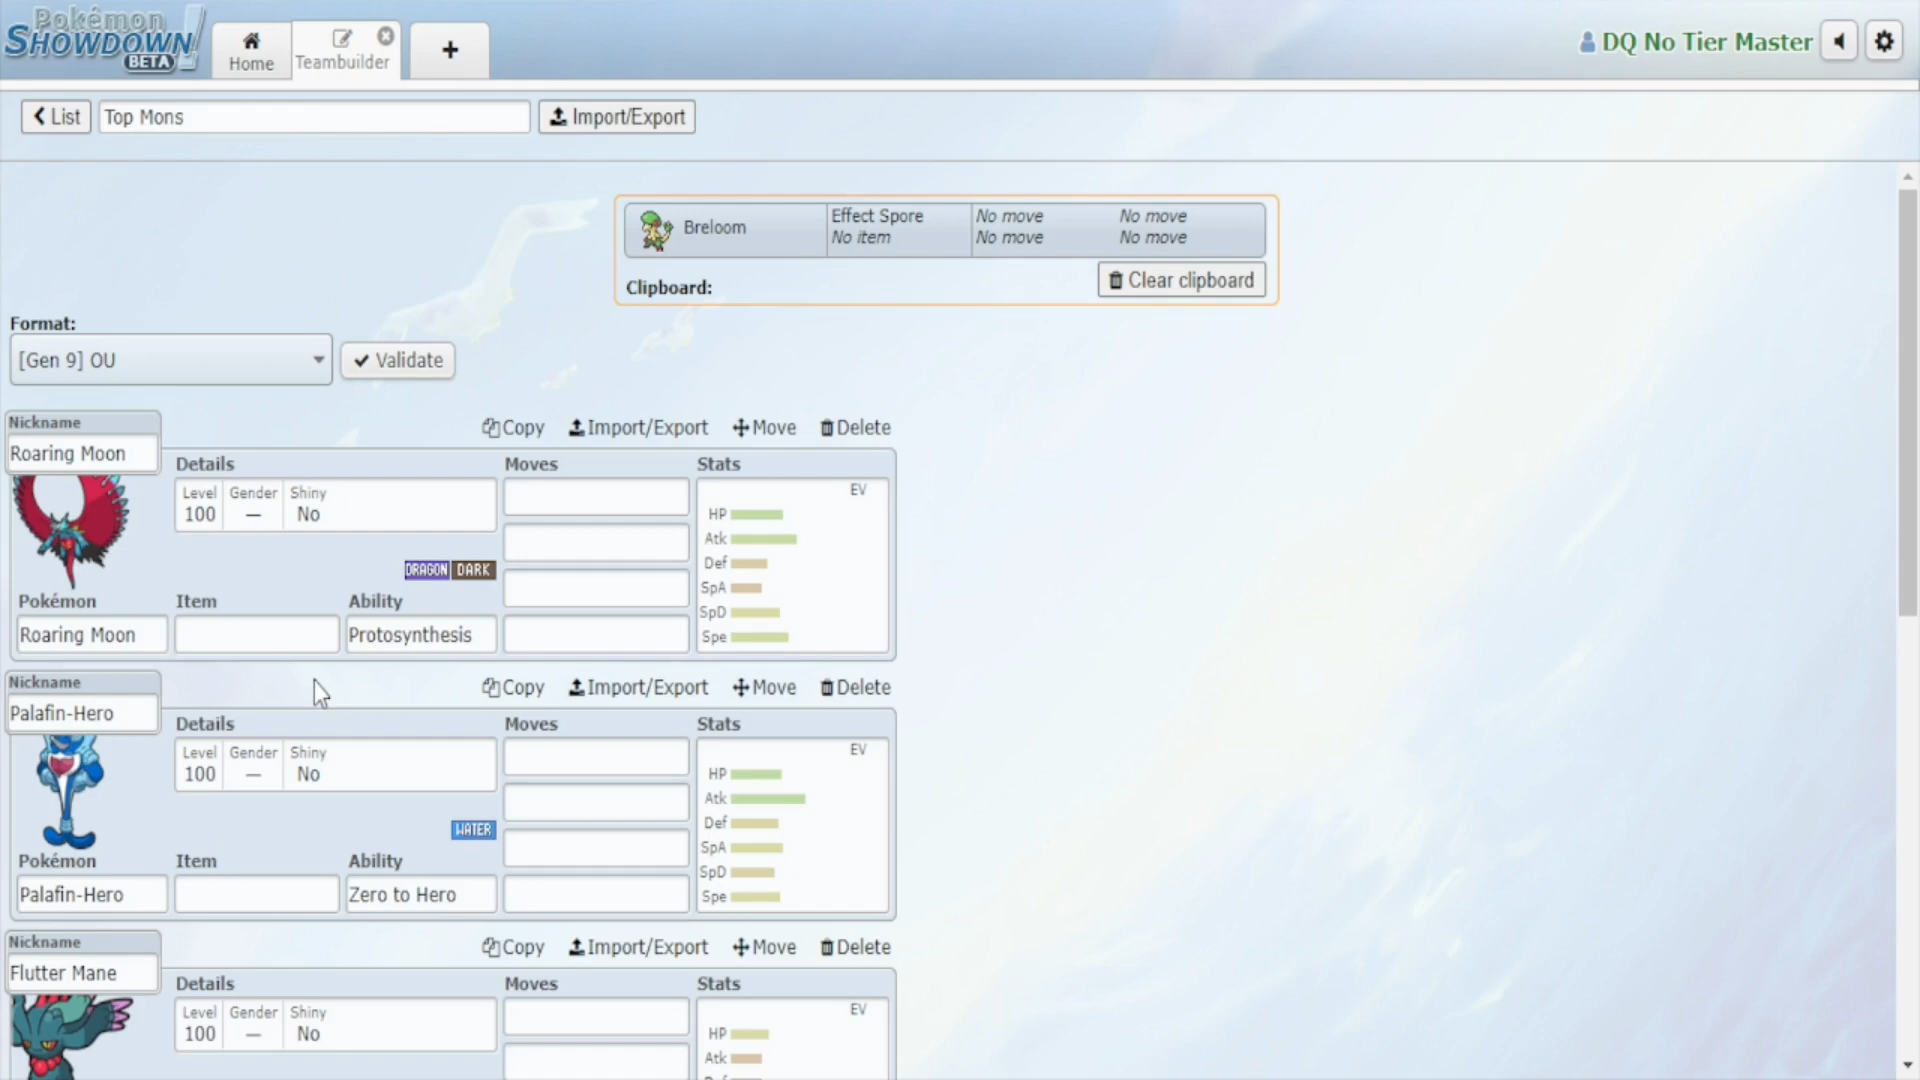 Pokémon
SHOWDOWN!
BETA
Home
Teambuilder
+
DQ No Tier Master
List
Top Mons
Import/Export
Breloom
Effect Spore
No item
No move
No move
No move
No move
Clipboard:
Clear clipboard
Format:
[Gen 9] OU
Validate
Nickname
Roaring Moon
Copy
Import/Export
Move
Delete
Details
Moves
Stats
Level
100
Gender
—
Shiny
No
EV
HP
Atk
Def
SpA
SpD
Spe
DRAGON
DARK
Pokémon
Roaring Moon
Item
Ability
Protosynthesis
Nickname
Palafin-Hero
Copy
Import/Export
Move
Delete
Details
Moves
Stats
Level
100
Gender
—
Shiny
No
EV
HP
Atk
Def
SpA
SpD
Spe
WATER
Pokémon
Palafin-Hero
Item
Ability
Zero to Hero
Nickname
Flutter Mane
Copy
Import/Export
Move
Delete
Details
Moves
Stats
Level
100
Gender
—
Shiny
No
EV
HP
Atk